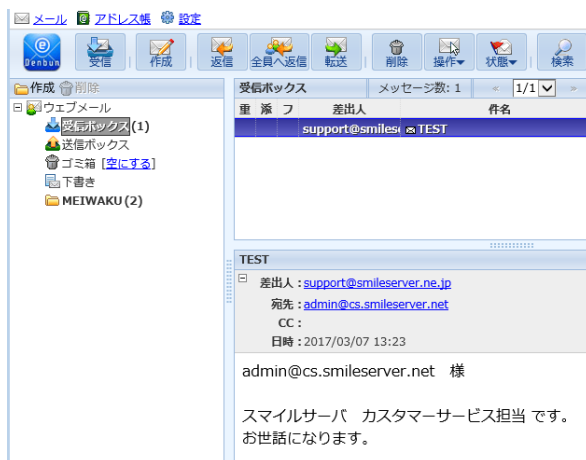 メール アドレス帳 設定
Denbun 受信 作成 返信 全員へ返信 転送 削除 操作▼ 状態▼ 検索
作成 削除
ウェブメール
受信ボックス(1)
送信ボックス
ゴミ箱 [空にする]
下書き
MEIWAKU(2)
受信ボックス メッセージ数: 1 « 1/1 »
重 添 フ 差出人 件名
support@smiles TEST
TEST
差出人 : support@smileserver.ne.jp
宛先 : admin@cs.smileserver.net
CC :
日時 : 2017/03/07 13:23
admin@cs.smileserver.net 様
スマイルサーバ カスタマーサービス担当 です。
お世話になります。